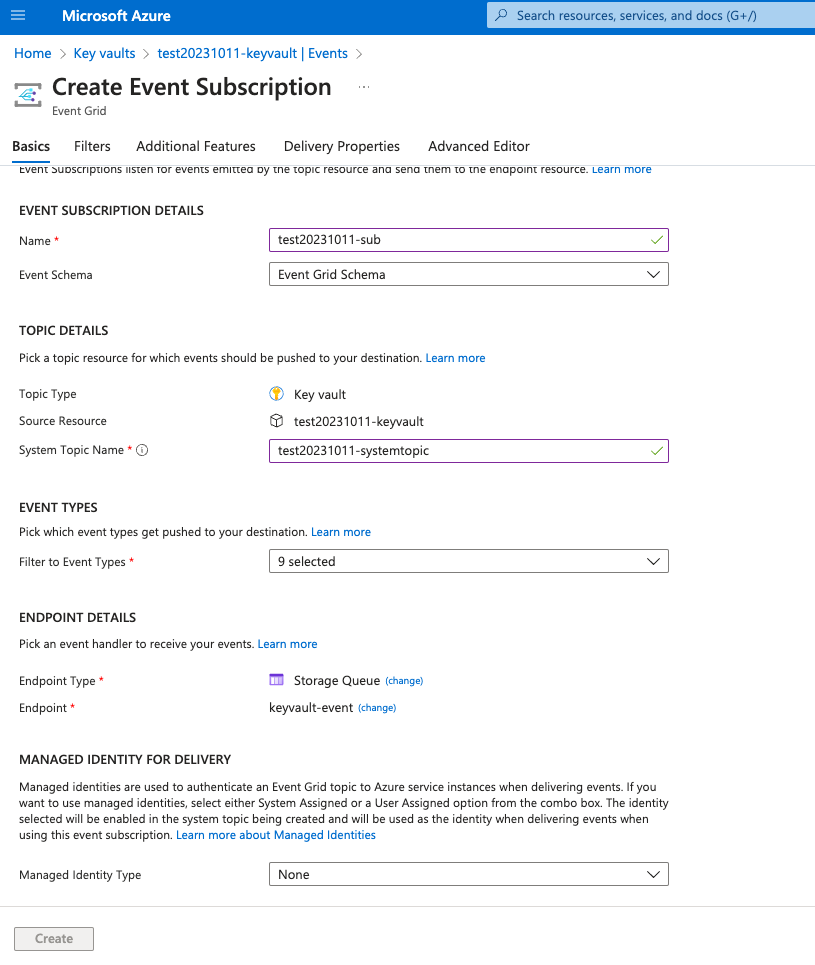 Microsoft Azure
Search resources, services, and docs (G+/)
Home > Key vaults > test20231011-keyvault | Events >
Create Event Subscription ...
Event Grid
Basics Filters Additional Features Delivery Properties Advanced Editor
Event Subscriptions listen for events emitted by the topic resource and send them to the endpoint resource. Learn more
EVENT SUBSCRIPTION DETAILS
Name * test20231011-sub
Event Schema Event Grid Schema
TOPIC DETAILS
Pick a topic resource for which events should be pushed to your destination. Learn more
Topic Type Key vault
Source Resource test20231011-keyvault
System Topic Name * test20231011-systemtopic
EVENT TYPES
Pick which event types get pushed to your destination. Learn more
Filter to Event Types * 9 selected
ENDPOINT DETAILS
Pick an event handler to receive your events. Learn more
Endpoint Type * Storage Queue (change)
Endpoint * keyvault-event (change)
MANAGED IDENTITY FOR DELIVERY
Managed identities are used to authenticate an Event Grid topic to Azure service instances when delivering events. If you
want to use managed identities, select either System Assigned or a User Assigned option from the combo box. The identity
selected will be enabled in the system topic being created and will be used as the identity when delivering events when
using this event subscription. Learn more about Managed Identities
Managed Identity Type None
Create